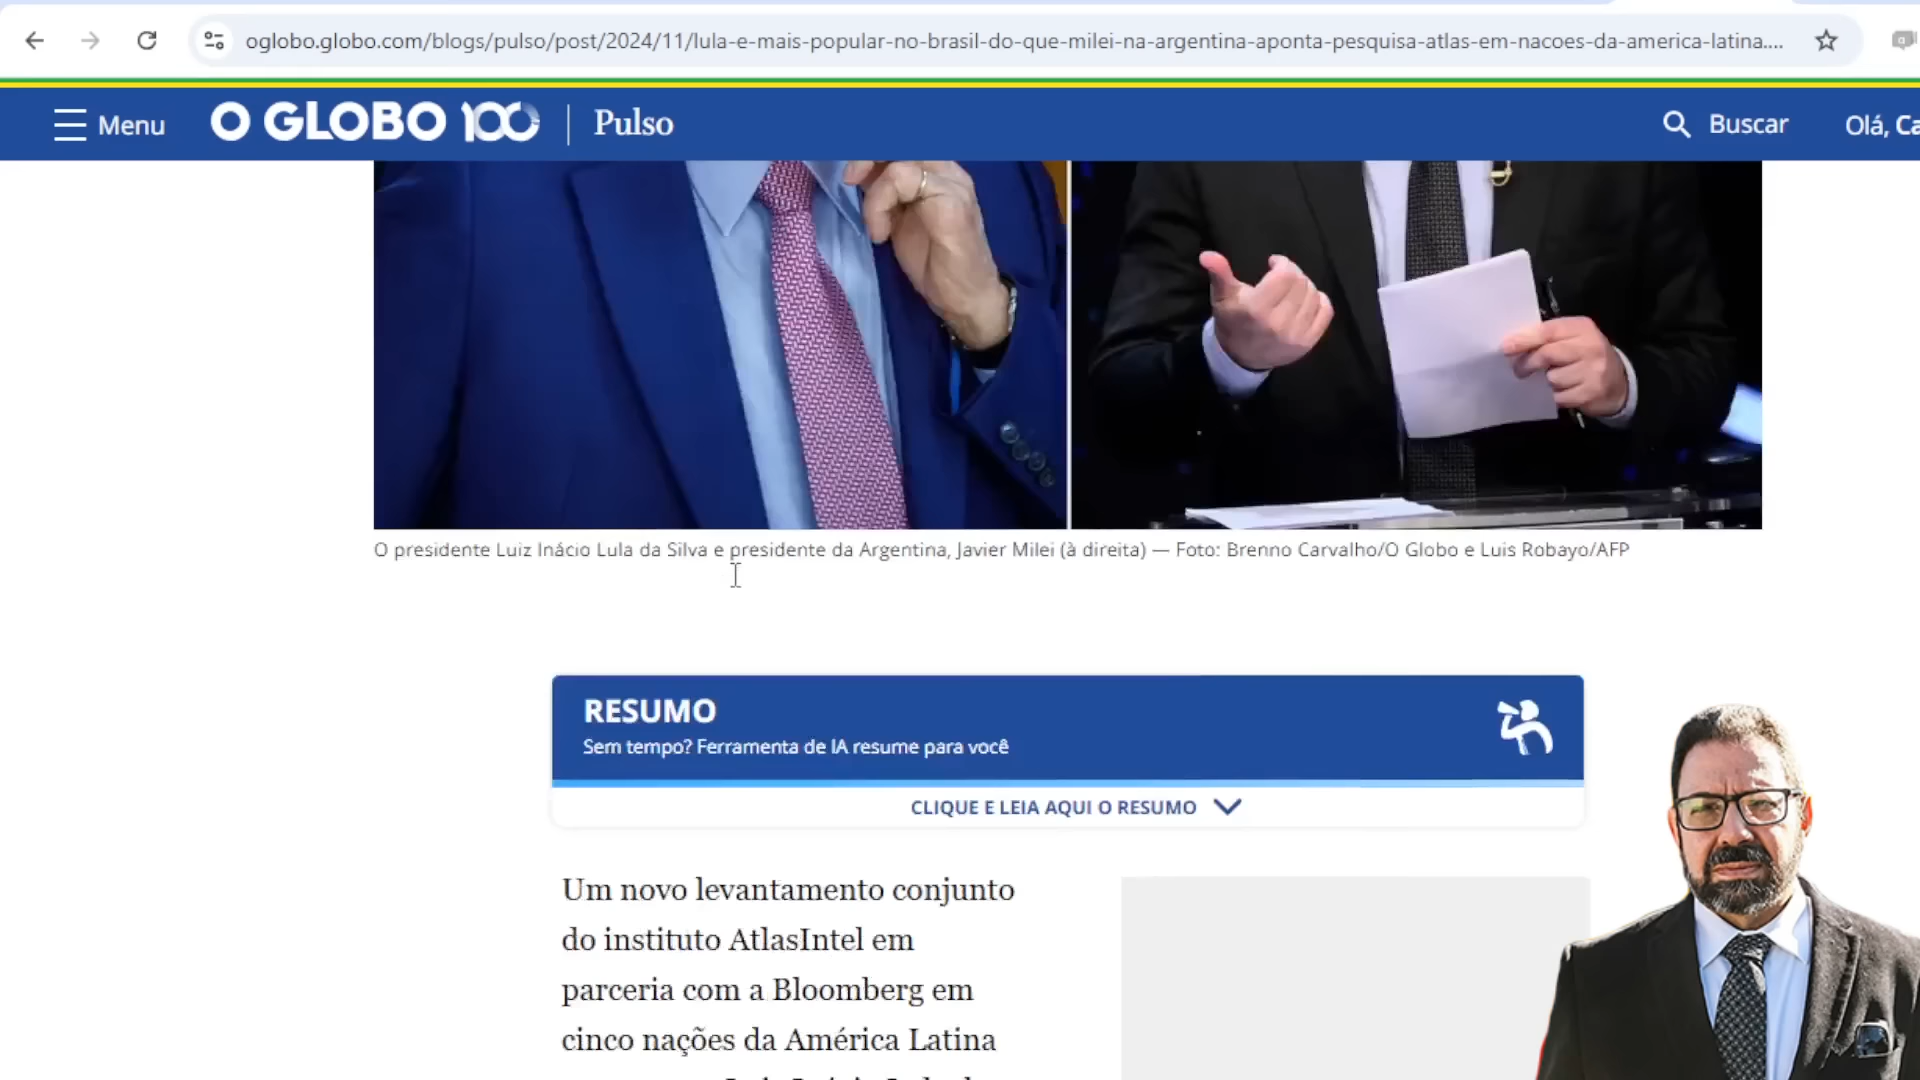 oglobo.globo.com/blogs/pulso/post/2024/11/lula-e-mais-popular-no-brasil-do-que-milei-na-argentina-aponta-pesquisa-atlas-em-nacoes-da-america-latina....
Menu O GLOBO 100 | Pulso Buscar Olá, Ca
O presidente Luiz Inácio Lula da Silva e presidente da Argentina, Javier Milei (à direita) — Foto: Brenno Carvalho/O Globo e Luis Robayo/AFP
RESUMO
Sem tempo? Ferramenta de IA resume para você
CLIQUE E LEIA AQUI O RESUMO
Um novo levantamento conjunto
do instituto AtlasIntel em
parceria com a Bloomberg em
cinco nações da América Latina